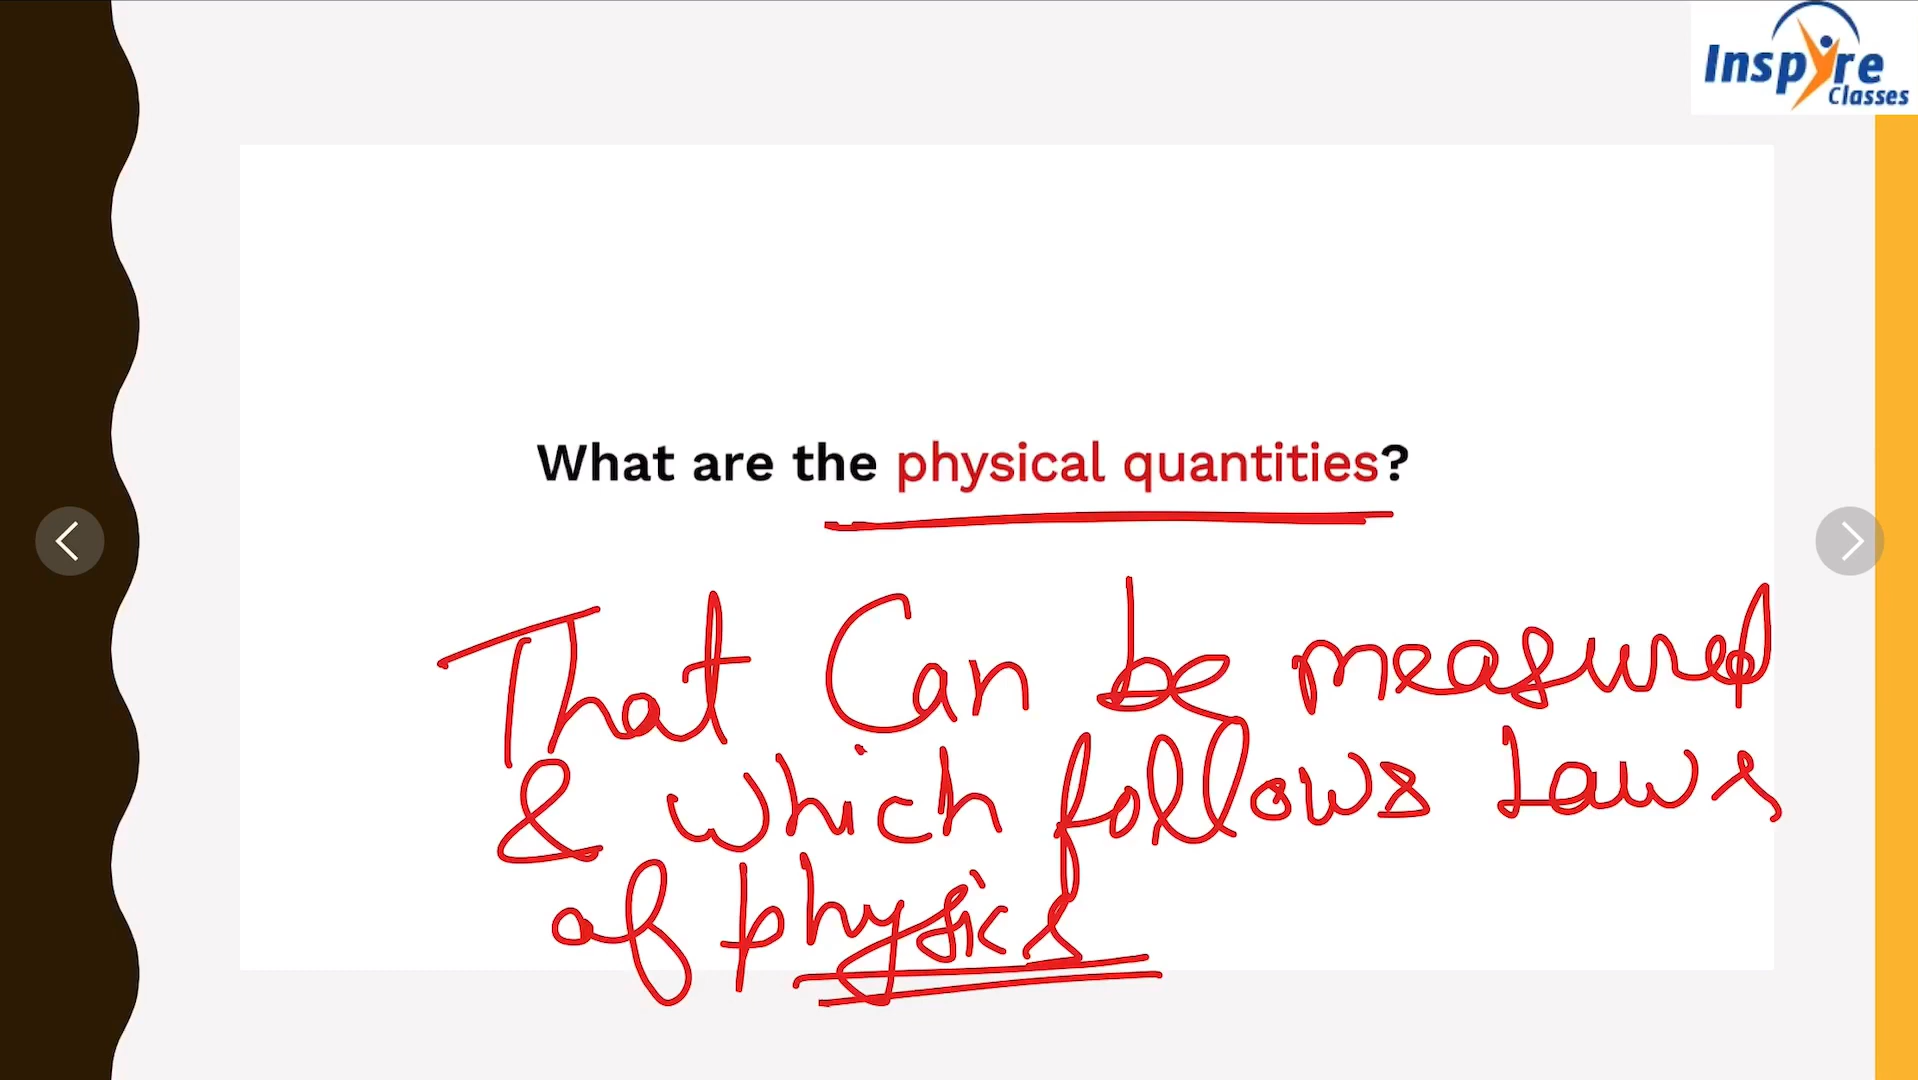 Inspyre
Classes
What are the physical quantities?
That Can be measured
& which follows Laws
of physics